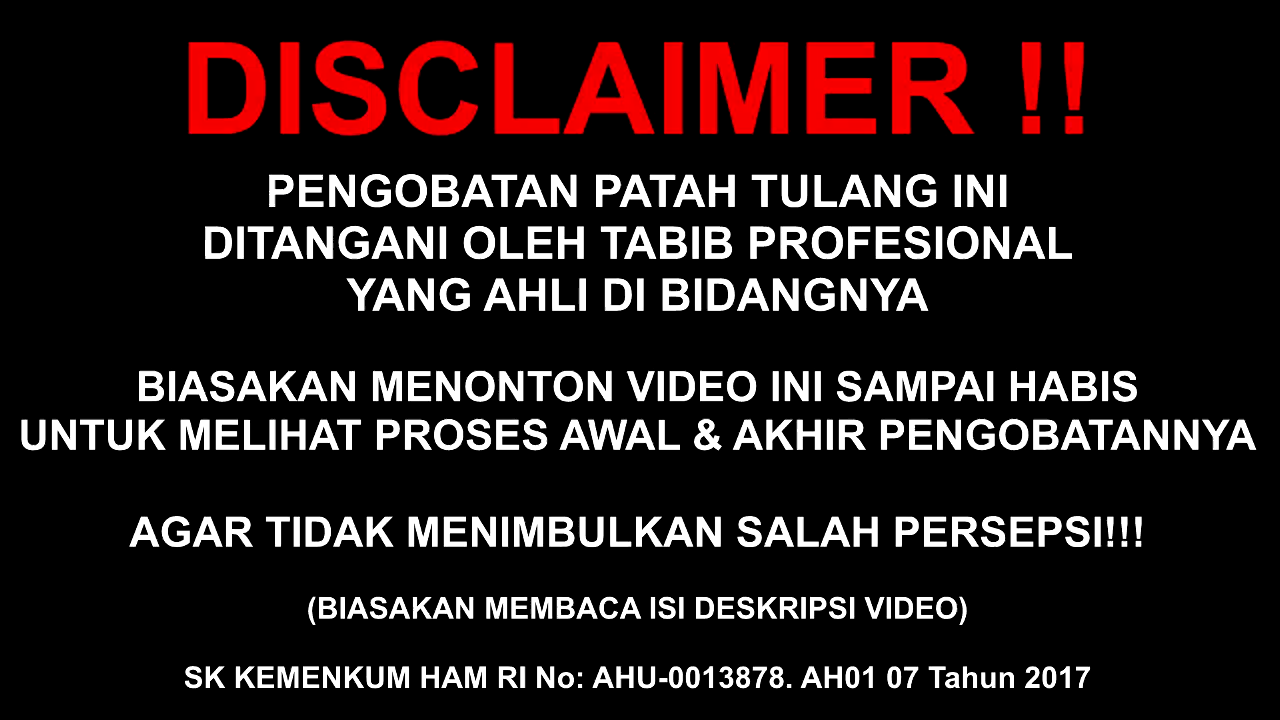 DISCLAIMER !!
PENGOBATAN PATAH TULANG INI
DITANGANI OLEH TABIB PROFESIONAL
YANG AHLI DI BIDANGNYA
BIASAKAN MENONTON VIDEO INI SAMPAI HABIS
UNTUK MELIHAT PROSES AWAL & AKHIR PENGOBATANNYA
AGAR TIDAK MENIMBULKAN SALAH PERSEPSI!!!
(BIASAKAN MEMBACA ISI DESKRIPSI VIDEO)
SK KEMENKUM HAM RI No: AHU-0013878. AH01 07 Tahun 2017